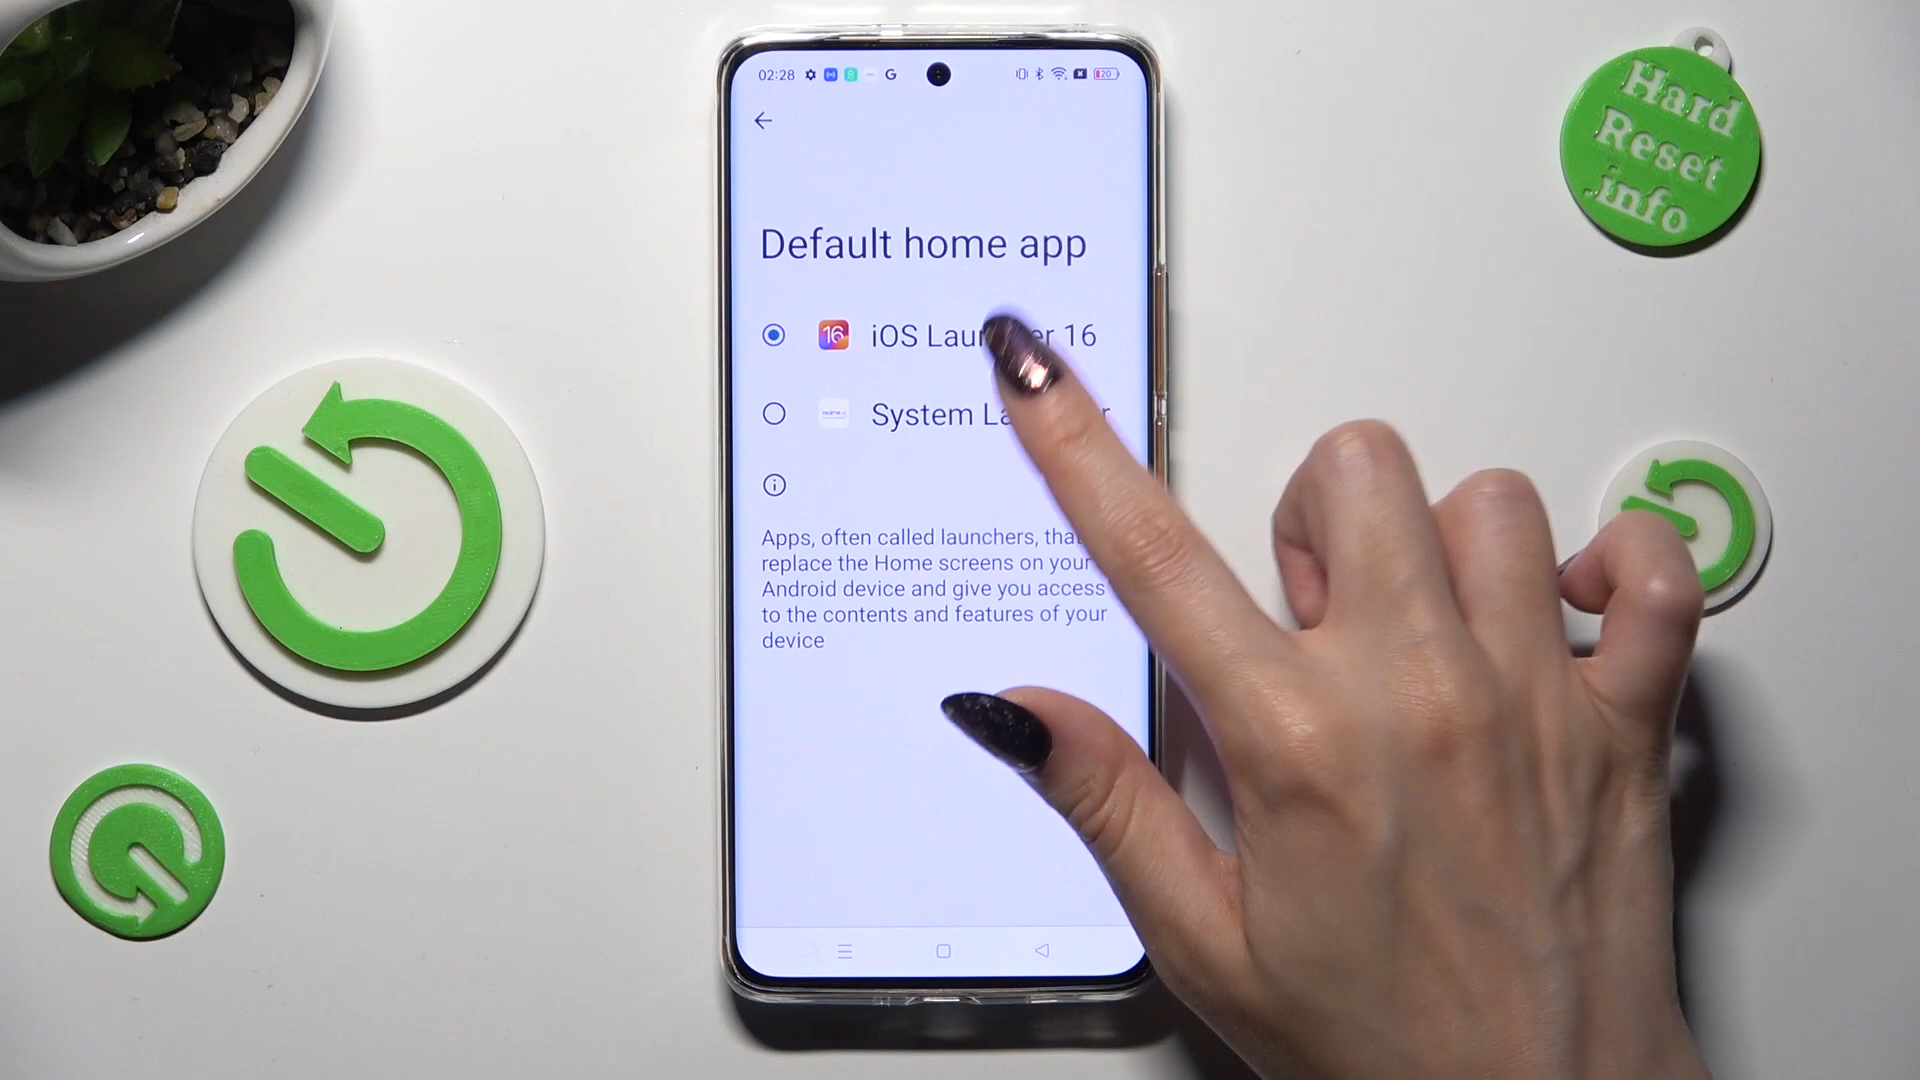 02:28
G
20
Default home app
16
iOS Launcher 16
System Launcher
Apps, often called launchers, that
replace the Home screens on your
Android device and give you access
to the contents and features of your
device
Hard
Reset
info